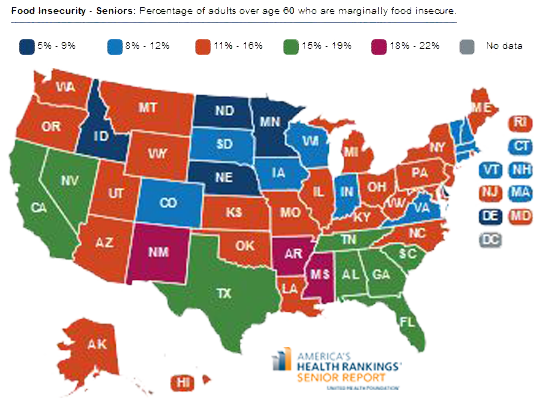 Food Insecurity - Seniors: Percentage of adults over age 60 who are marginally food insecure.
5% - 9% 8% - 12% 11% - 16% 15% - 19% 18% - 22% No data
WA
MT
ND
MN
ME
OR
ID
SD
WI
MI
NY
RI
WY
IA
PA
CT
NE
VT NH
NV
UT
CO
IL
IN
OH
WV
VA
NJ MA
CA
KS
MO
KY
DE MD
AZ
NM
OK
AR
TN
NC
DC
SC
TX
LA
MS
AL
GA
FL
AK
HI
AMERICA'S
HEALTH RANKINGS
SENIOR REPORT
UNITED HEALTH FOUNDATION